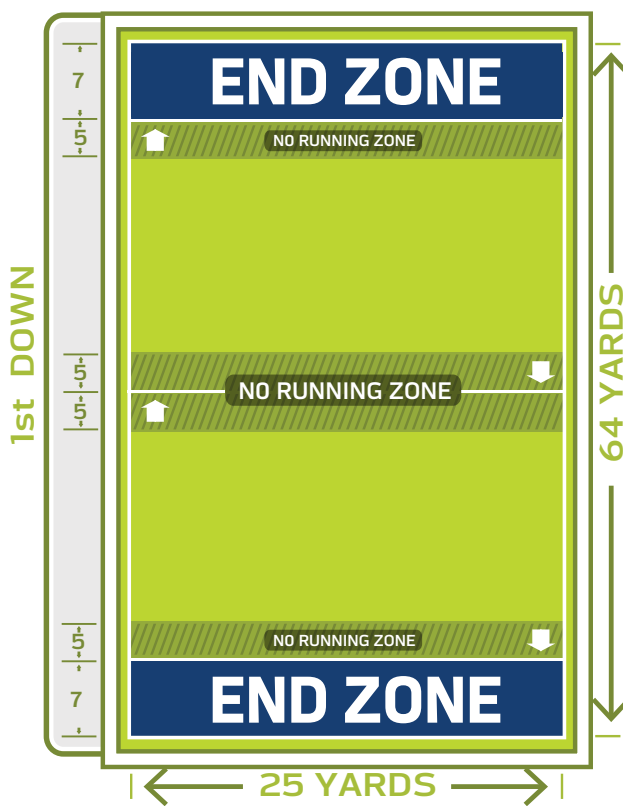 END ZONE
7
5
NO RUNNING ZONE
1st DOWN
64 YARDS
5
NO RUNNING ZONE
5
5
NO RUNNING ZONE
7
END ZONE
25 YARDS